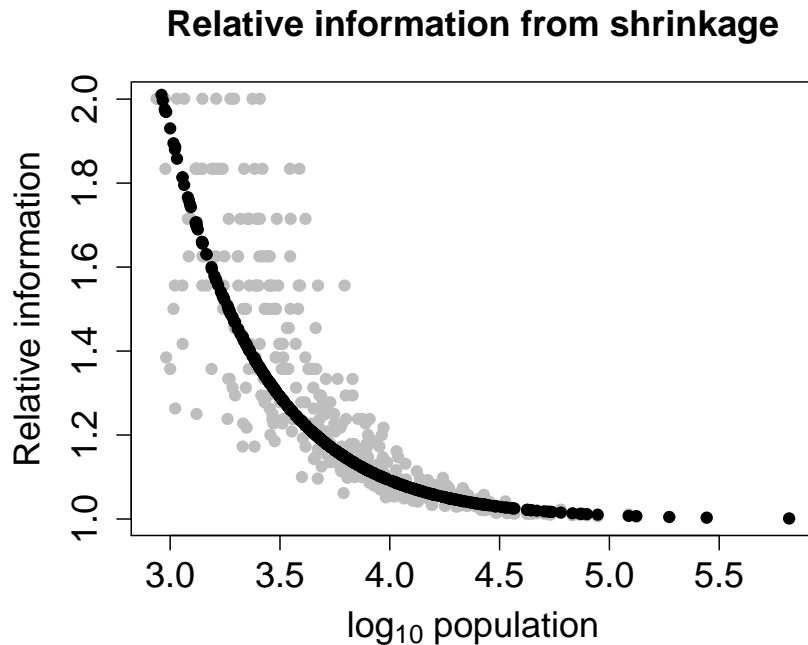 Relative information from shrinkage
Relative information
2.0
1.8
1.6
1.4
1.2
1.0
3.0 3.5 4.0 4.5 5.0 5.5
log₁₀ population